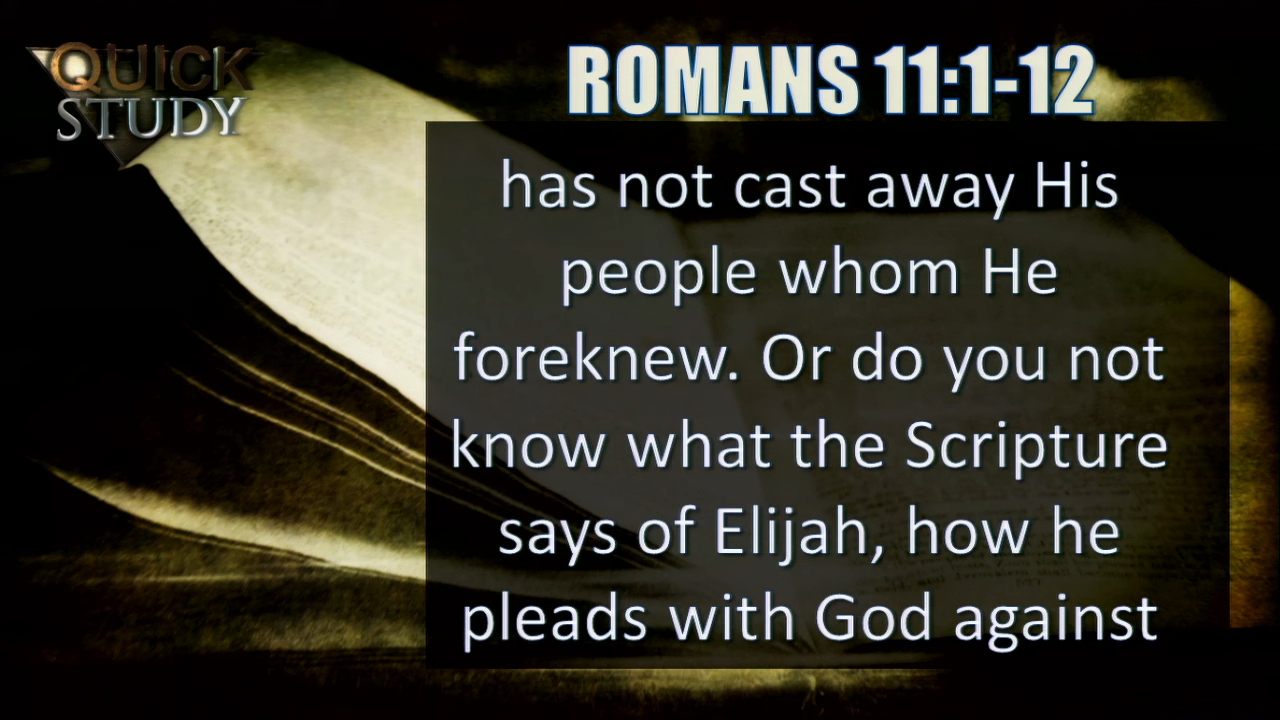 QUICK
STUDY
ROMANS 11:1-12
has not cast away His
people whom He
foreknew. Or do you not
know what the Scripture
says of Elijah, how he
pleads with God against